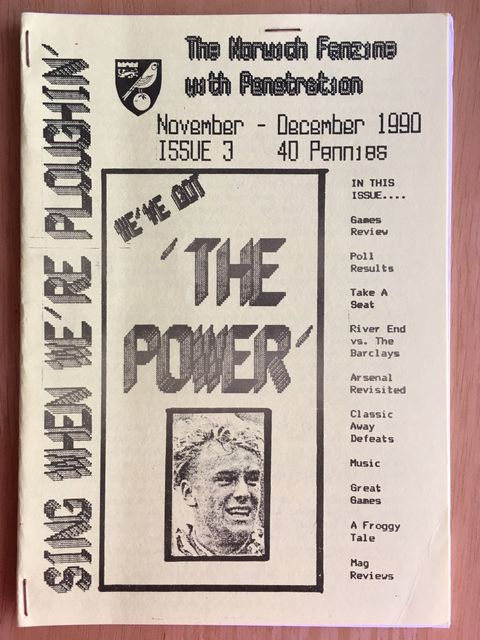 The Norwich Fanzine
with Penetration
November - December 1990
ISSUE 3 40 Pennies
SING WHEN WE'RE PLOUGHIN'
WE'VE GOT
'THE
POWER'
IN THIS
ISSUE....
Games
Review
Poll
Results
Take A
Seat
River End
vs. The
Barclays
Arsenal
Revisited
Classic
Away
Defeats
Music
Great
Games
A Froggy
Tale
Mag
Reviews